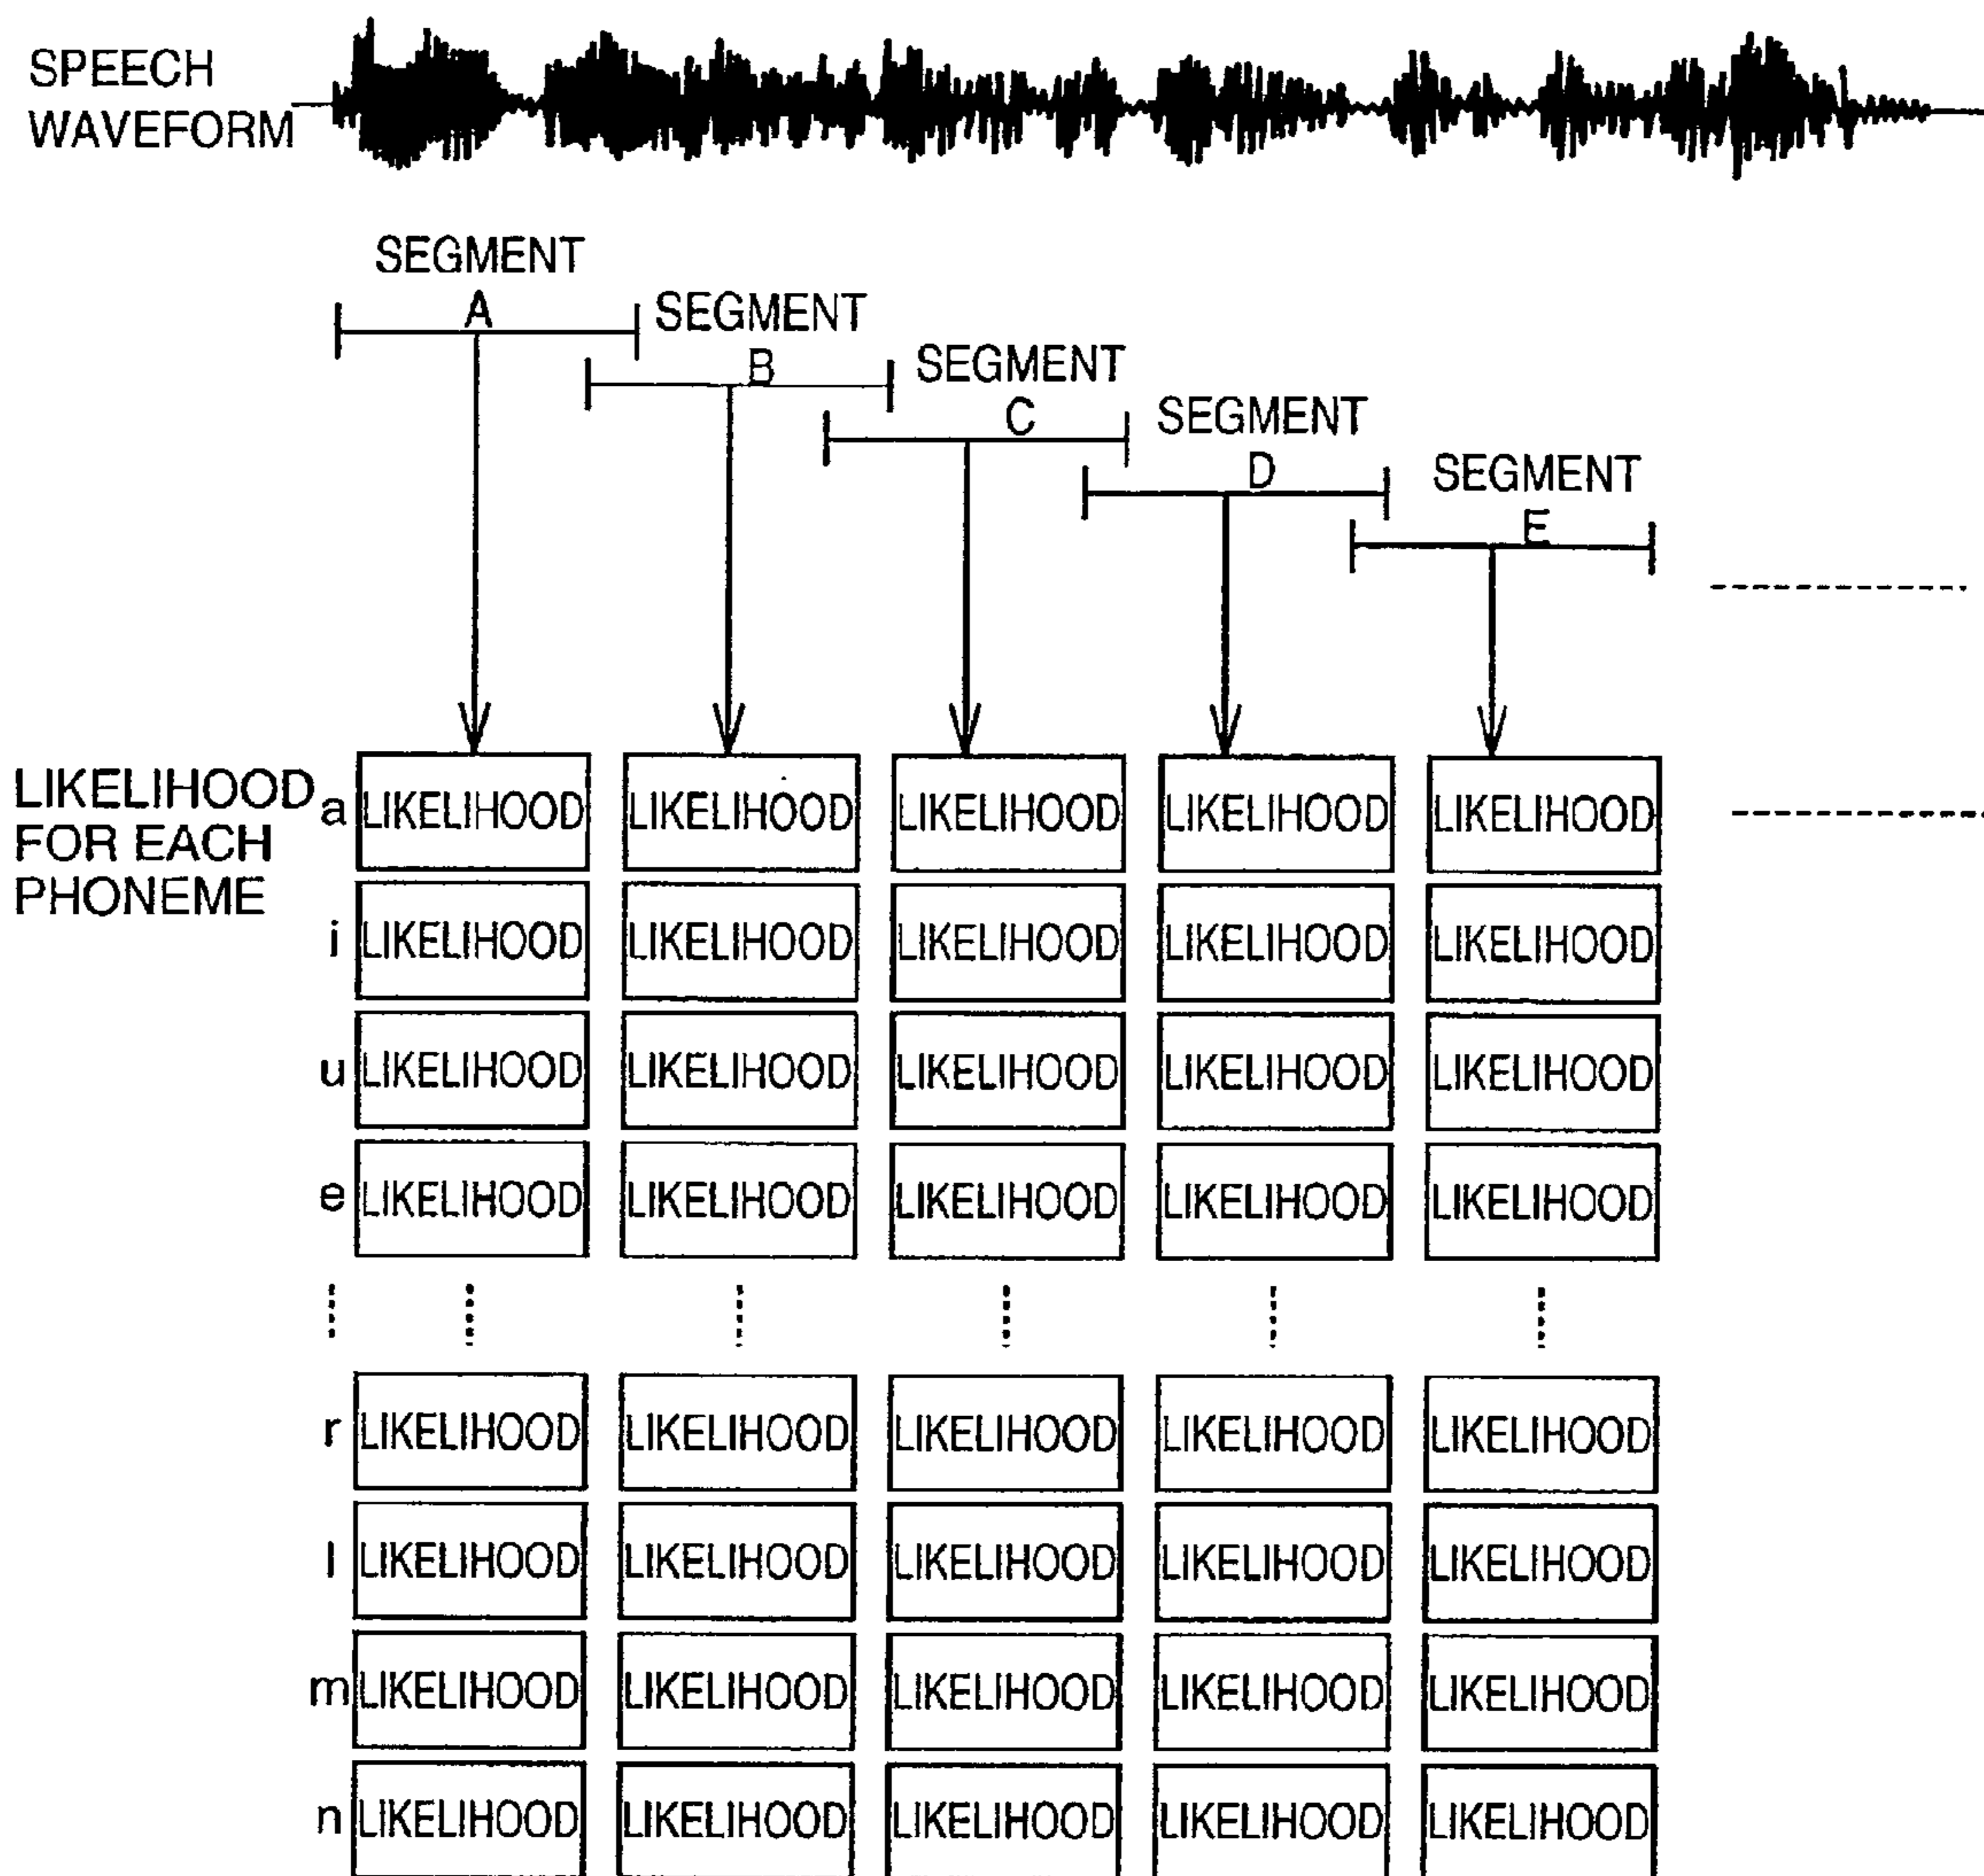 SPEECH
WAVEFORM
SEGMENT
A
SEGMENT
B
SEGMENT
C
SEGMENT
D
SEGMENT
E
LIKELIHOOD
FOR EACH
PHONEME
a LIKELIHOOD LIKELIHOOD LIKELIHOOD LIKELIHOOD LIKELIHOOD
i LIKELIHOOD LIKELIHOOD LIKELIHOOD LIKELIHOOD LIKELIHOOD
u LIKELIHOOD LIKELIHOOD LIKELIHOOD LIKELIHOOD LIKELIHOOD
e LIKELIHOOD LIKELIHOOD LIKELIHOOD LIKELIHOOD LIKELIHOOD
r LIKELIHOOD LIKELIHOOD LIKELIHOOD LIKELIHOOD LIKELIHOOD
l LIKELIHOOD LIKELIHOOD LIKELIHOOD LIKELIHOOD LIKELIHOOD
m LIKELIHOOD LIKELIHOOD LIKELIHOOD LIKELIHOOD LIKELIHOOD
n LIKELIHOOD LIKELIHOOD LIKELIHOOD LIKELIHOOD LIKELIHOOD